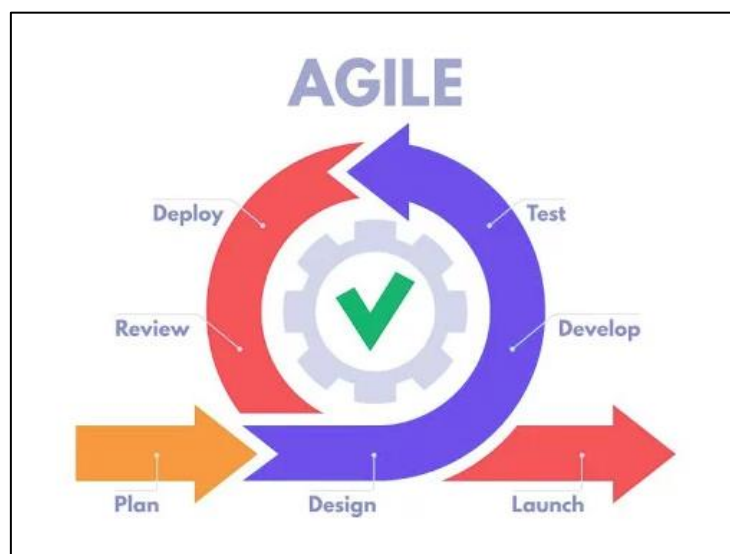 AGILE
Deploy
Test
Review
Develop
Plan
Design
Launch